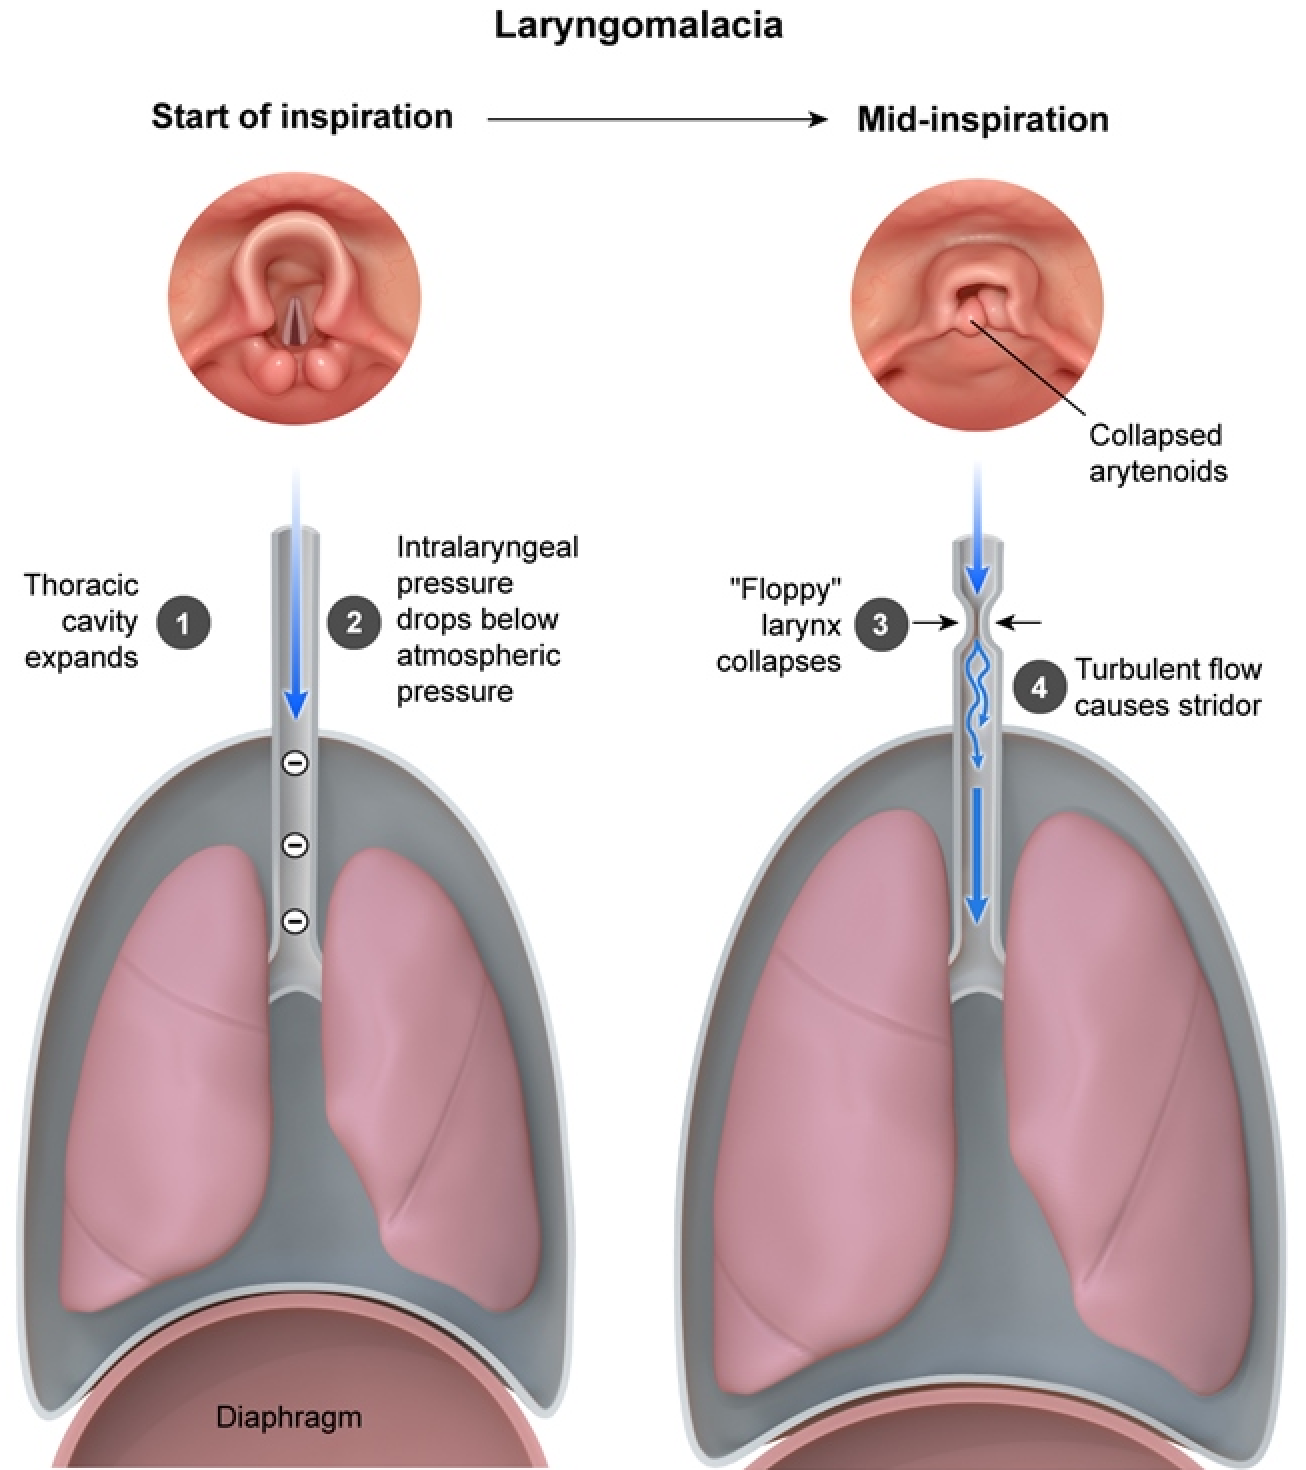 Laryngomalacia
Start of inspiration
Mid-inspiration
Collapsed
arytenoids
Thoracic
cavity
expands
1
2
Intralaryngeal
pressure
drops below
atmospheric
pressure
"Floppy"
larynx
collapses
3
4
Turbulent flow
causes stridor
Diaphragm